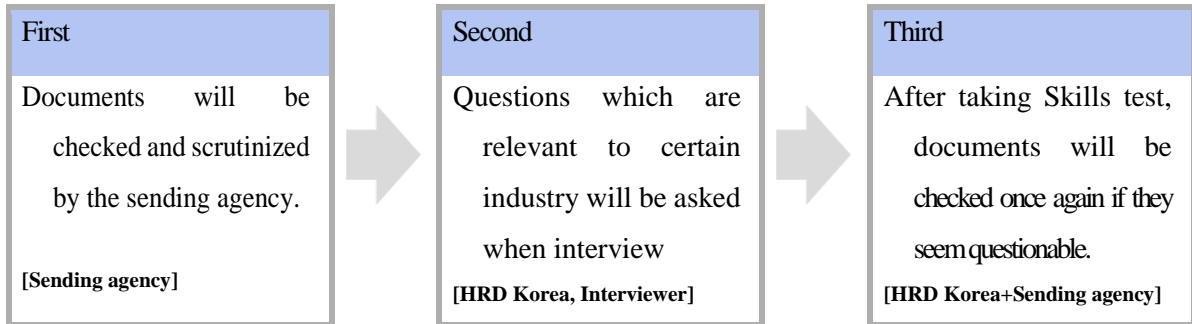 First
Documents will be
checked and scrutinized
by the sending agency.
[Sending agency]
Second
Questions which are
relevant to certain
industry will be asked
when interview
[HRD Korea, Interviewer]
Third
After taking Skills test,
documents will be
checked once again if they
seem questionable.
[HRD Korea+Sending agency]